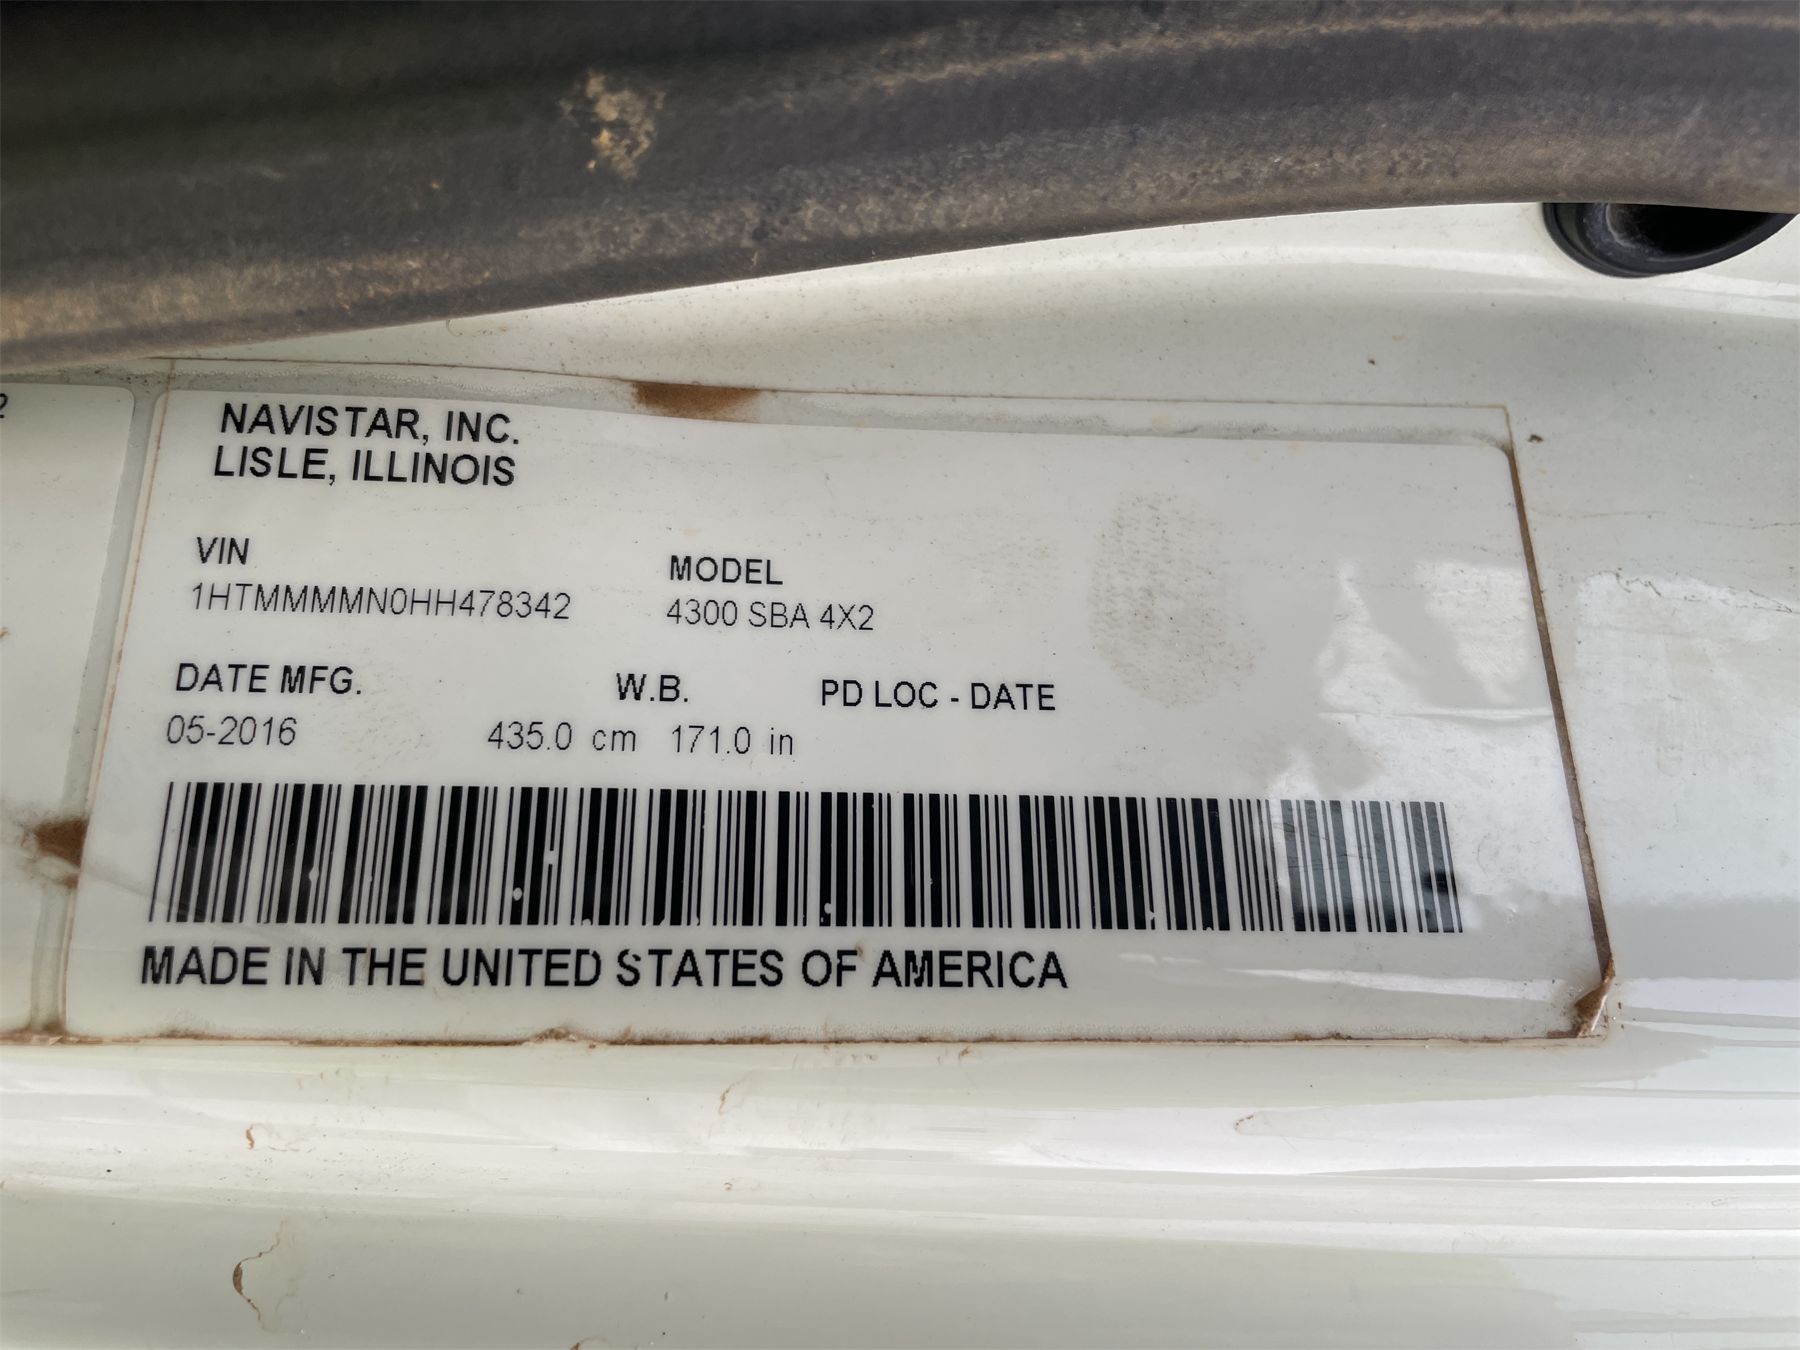 2
NAVISTAR, INC.
LISLE, ILLINOIS
VIN
1HTMMMMN0HH478342
MODEL
4300 SBA 4X2
DATE MFG.
05-2016
W.B.
435.0 cm 171.0 in
PD LOC - DATE
MADE IN THE UNITED STATES OF AMERICA